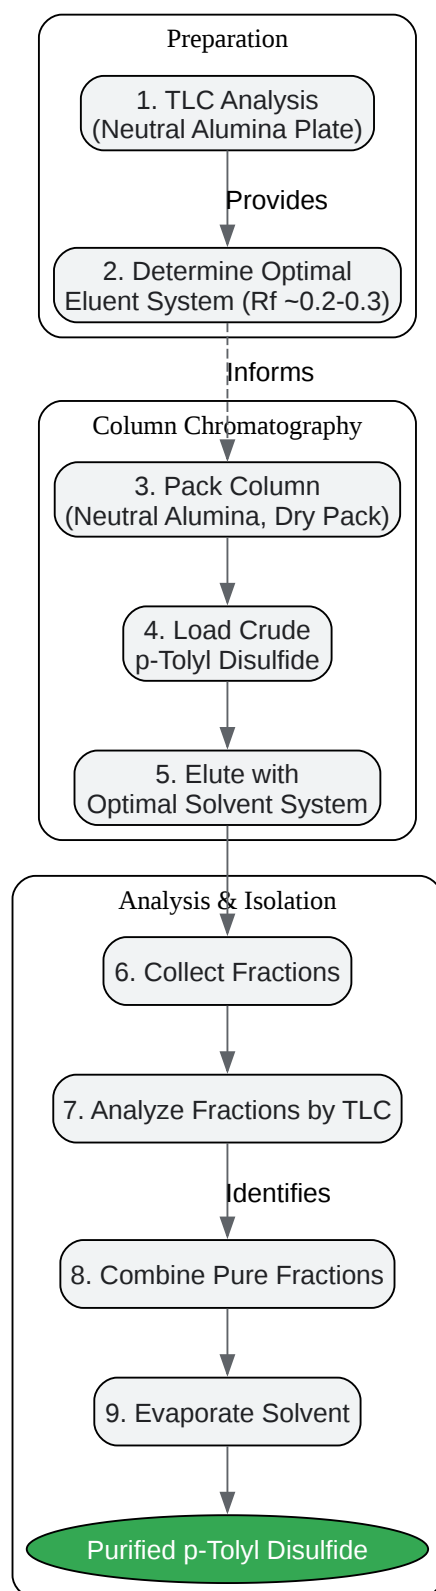 Preparation
1. TLC Analysis
(Neutral Alumina Plate)
Provides
2. Determine Optimal
Eluent System (Rf ~0.2-0.3)
Informs
Column Chromatography
3. Pack Column
(Neutral Alumina, Dry Pack)
4. Load Crude
p-Tolyl Disulfide
5. Elute with
Optimal Solvent System
Analysis & Isolation
6. Collect Fractions
7. Analyze Fractions by TLC
Identifies
8. Combine Pure Fractions
9. Evaporate Solvent
Purified p-Tolyl Disulfide